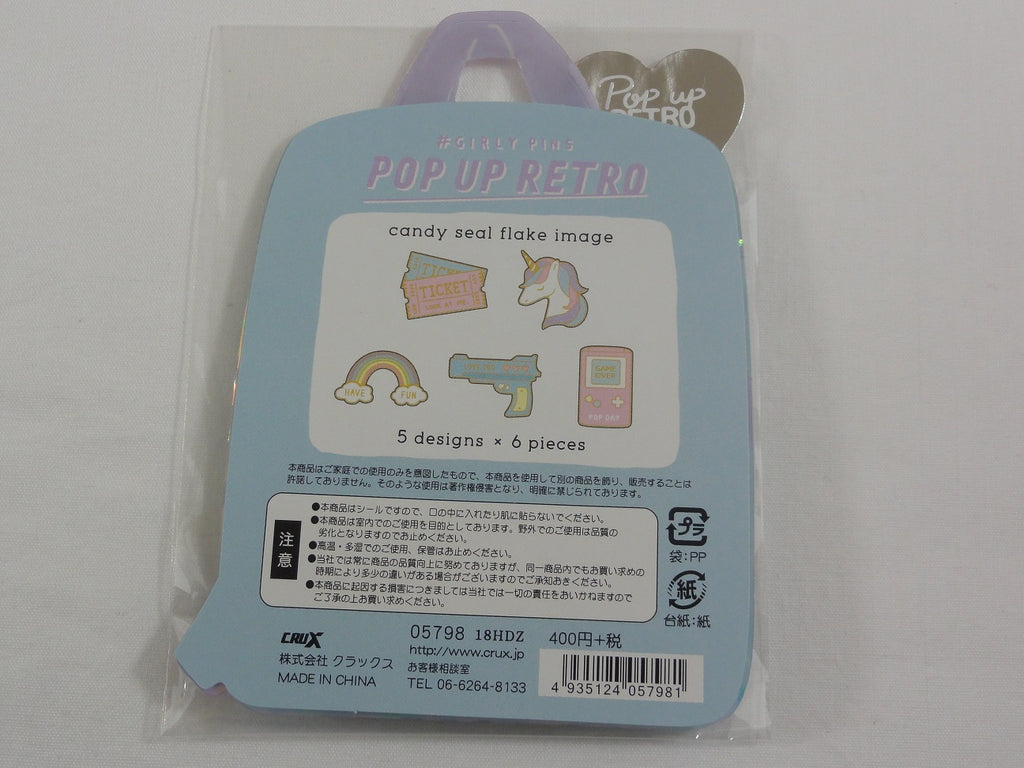 Pop up
RETRO
#GIRLY PINS
POP UP RETRO
candy seal flake image
TICKET
TICKET
LOOK AT ME.
HAVE FUN
GAME
OVER
POP DAY
5 designs × 6 pieces
本商品はご家庭での使用のみを意図したもので、本商品を使用して別の商品を飾り、販売することは
許諾しておりません。そのような使用は著作権侵害となり、明確に禁じられております。
注意
●本商品はシールですので、口の中に入れたり肌に貼らないでください。
●本商品は室内でのご使用を目的としております。野外でのご使用は品質の
劣化となりますのでお止めください。
●高温・多湿でのご使用、保管はお止めください。
●当社では常に商品の品質向上に努めておりますが、同一商品内でもお買い求めの
時期により多少の違いがある場合がございますのでご承知おきください。
●本商品に起因する損害につきましては当社では一切の責任をおいかねますので
ご了承の上お買い求めください。
プラ
袋:PP
紙
台紙:紙
CRUX
株式会社 クラックス
MADE IN CHINA
05798 18HDZ 400円+税
http://www.crux.jp
お客様相談室
TEL 06-6264-8133
4 935124 057981